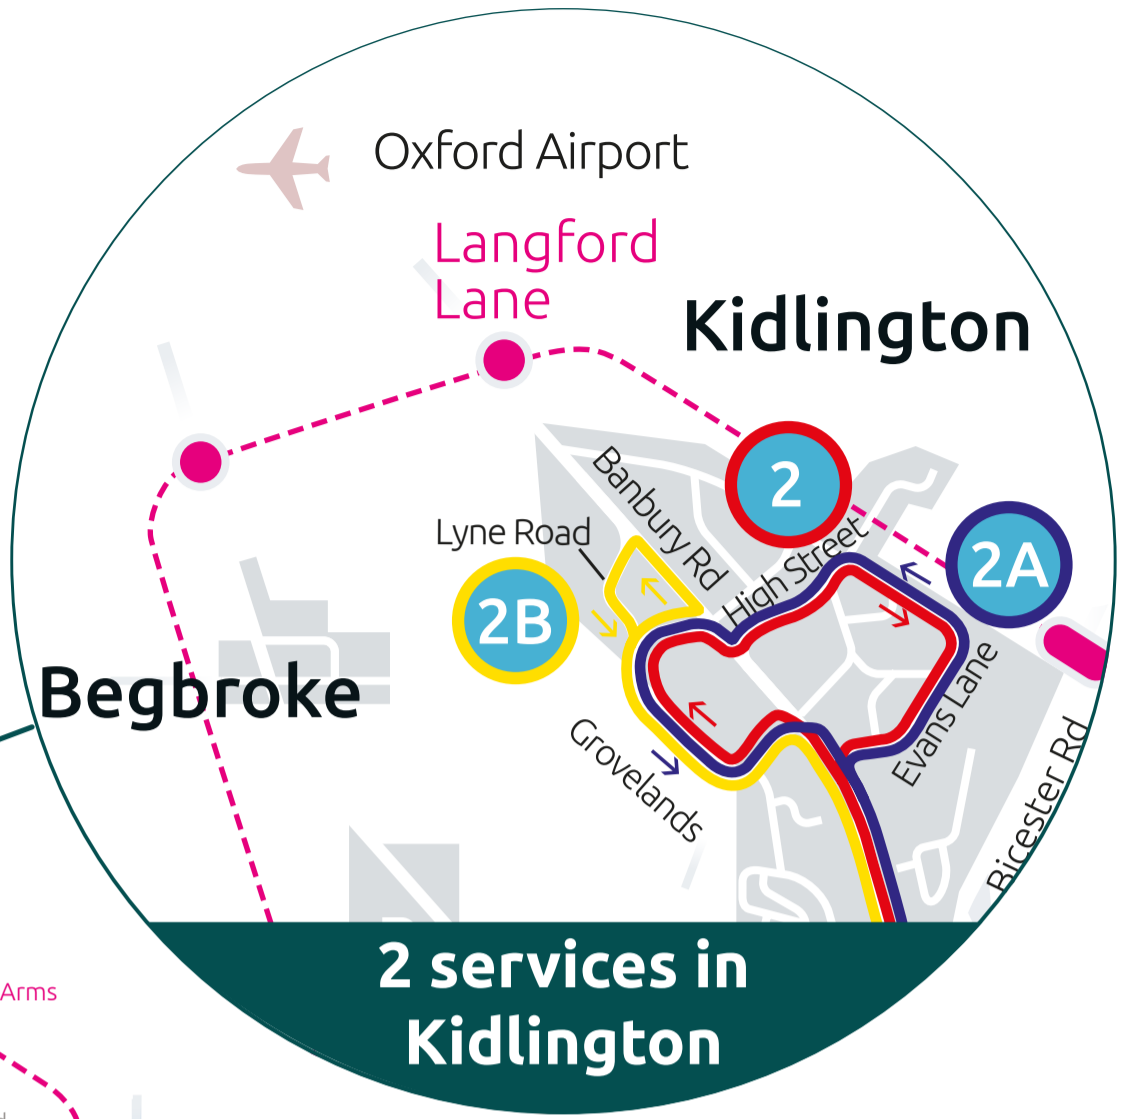 Oxford Airport
Langford
Lane
Kidlington
Banbury Rd
2
Lyne Road
High Street
2A
2B
Begbroke
Evans Lane
Grovelands
Bicester Rd
2 services in
Kidlington
Arms